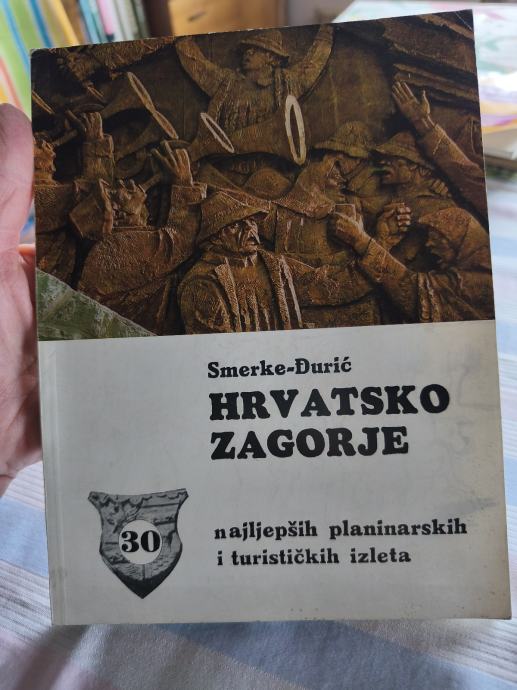 Smerke-Đurić
HRVATSKO
ZAGORJE
30
najljepših planinarskih
i turističkih izleta